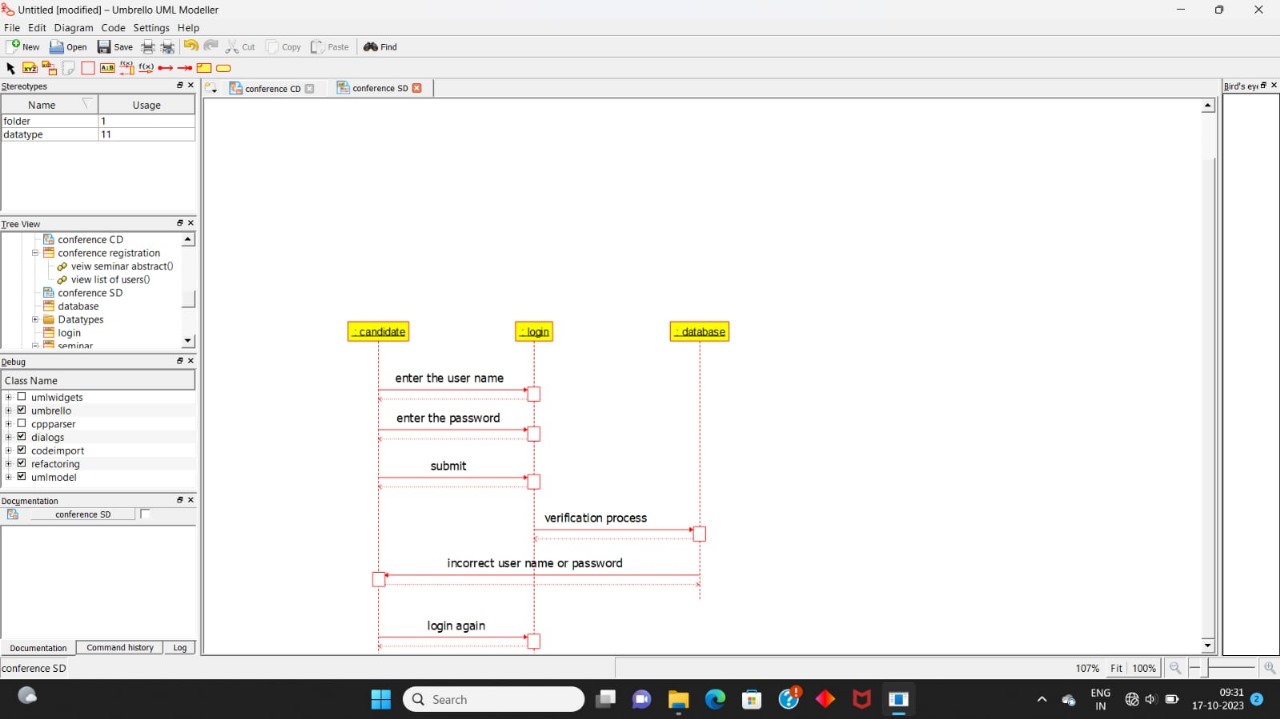 Untitled [modified] – Umbrello UML Modeller
File Edit Diagram Code Settings Help
New Open Save Cut Copy Paste Find
XYZ A:B f(x) f(x)
Stereotypes
Name Usage
folder 1
datatype 11
Tree View
conference CD
conference registration
veiw seminar abstract()
view list of users()
conference SD
database
Datatypes
login
seminar
Debug
Class Name
umlwidgets
umbrello
cppparser
dialogs
codeimport
refactoring
umlmodel
Documentation
conference SD
Documentation Command history Log
conference SD
conference CD conference SD
: candidate : login : database
enter the user name
enter the password
submit
verification process
incorrect user name or password
login again
Bird's eye
107% Fit 100%
Search
ENG
IN
09:31
17-10-2023
2